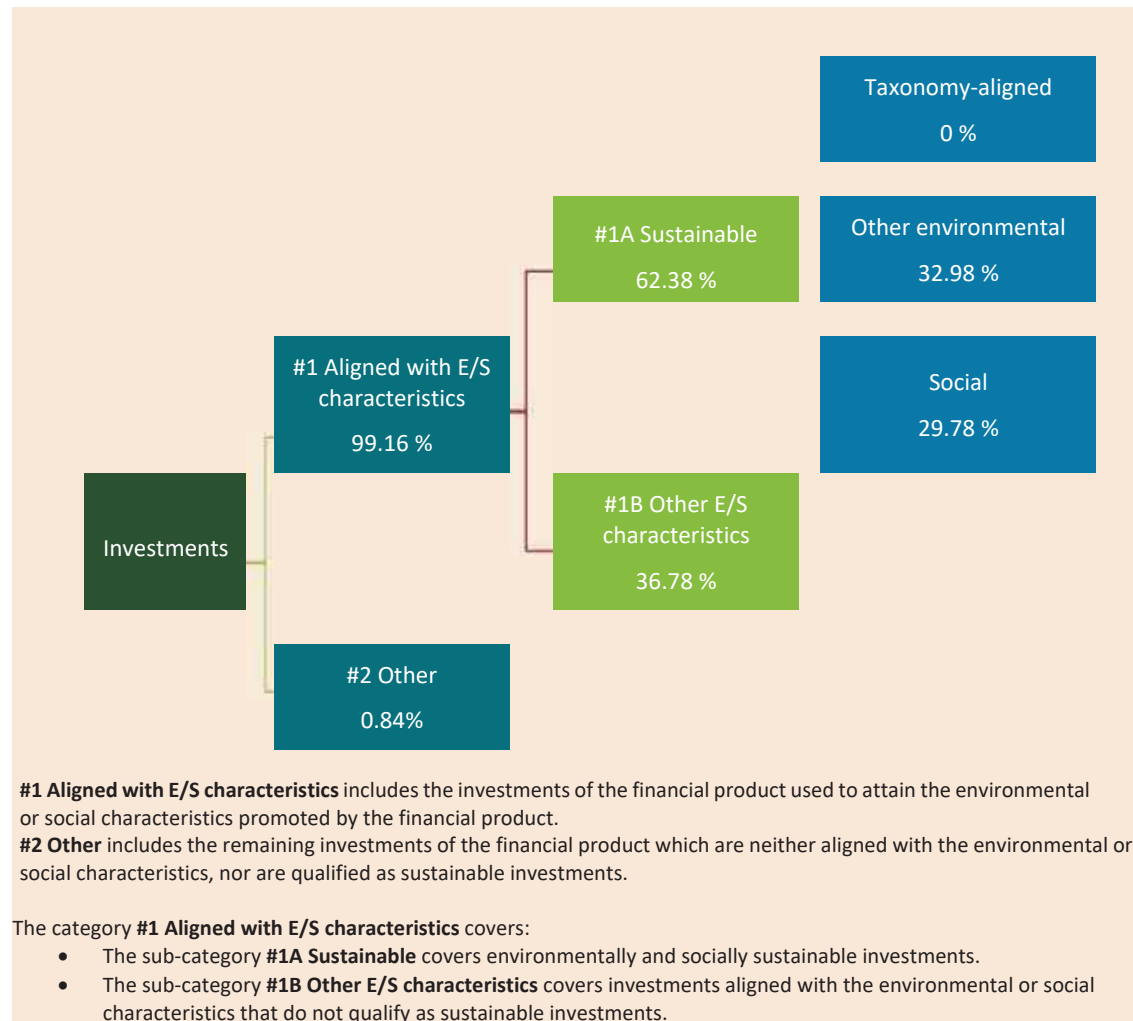 Taxonomy-aligned
0 %
#1A Sustainable
62.38 %
Other environmental
32.98 %
#1 Aligned with E/S
characteristics
99.16 %
Social
29.78 %
Investments
#1B Other E/S
characteristics
36.78 %
#2 Other
0.84%
#1 Aligned with E/S characteristics includes the investments of the financial product used to attain the environmental
or social characteristics promoted by the financial product.
#2 Other includes the remaining investments of the financial product which are neither aligned with the environmental or
social characteristics, nor are qualified as sustainable investments.
The category #1 Aligned with E/S characteristics covers:
• The sub-category #1A Sustainable covers environmentally and socially sustainable investments.
• The sub-category #1B Other E/S characteristics covers investments aligned with the environmental or social
characteristics that do not qualify as sustainable investments.